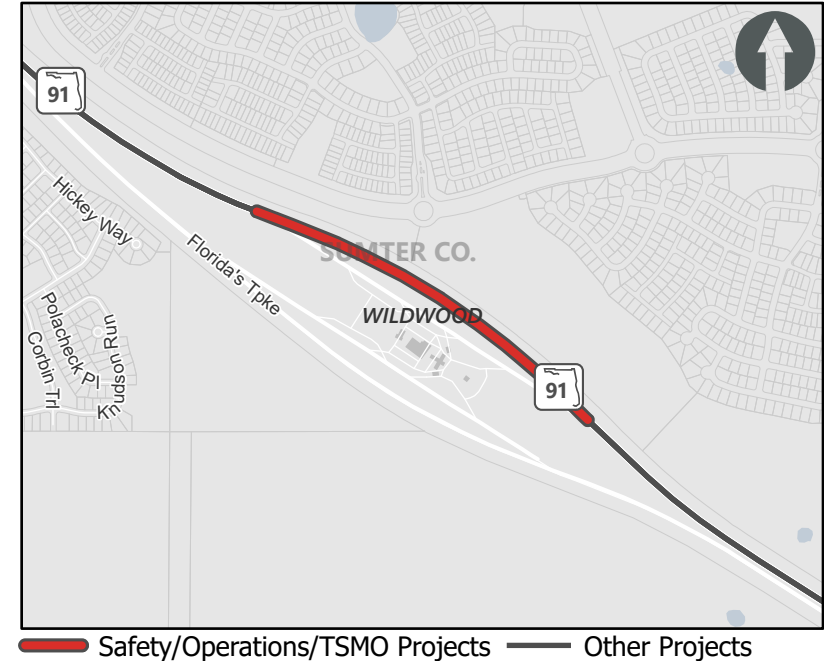 91
Hickey Way
Florida's Tpke
SUMTER CO.
WILDWOOD
Polacheck Pl
Corbin Trl
Knudson Run
91
Safety/Operations/TSMO Projects
Other Projects